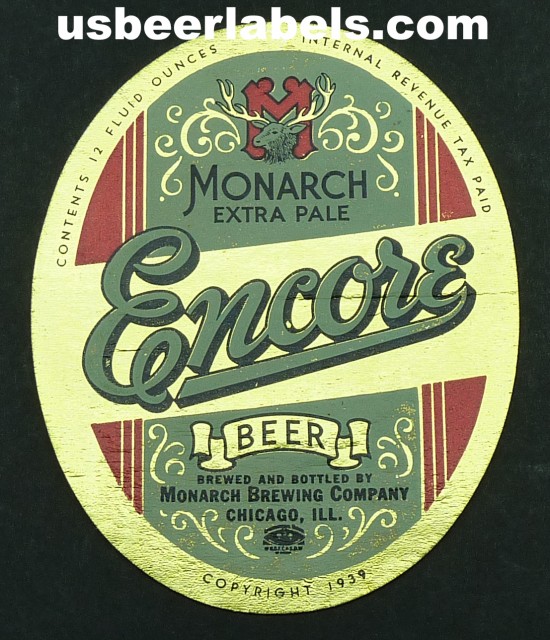 usbeerlabels.com
CONTENTS 12 FLUID OUNCES
INTERNAL REVENUE TAX PAID
M
MONARCH
EXTRA PALE
Encore
BEER
BREWED AND BOTTLED BY
MONARCH BREWING COMPANY
CHICAGO, ILL.
COPYRIGHT 1939